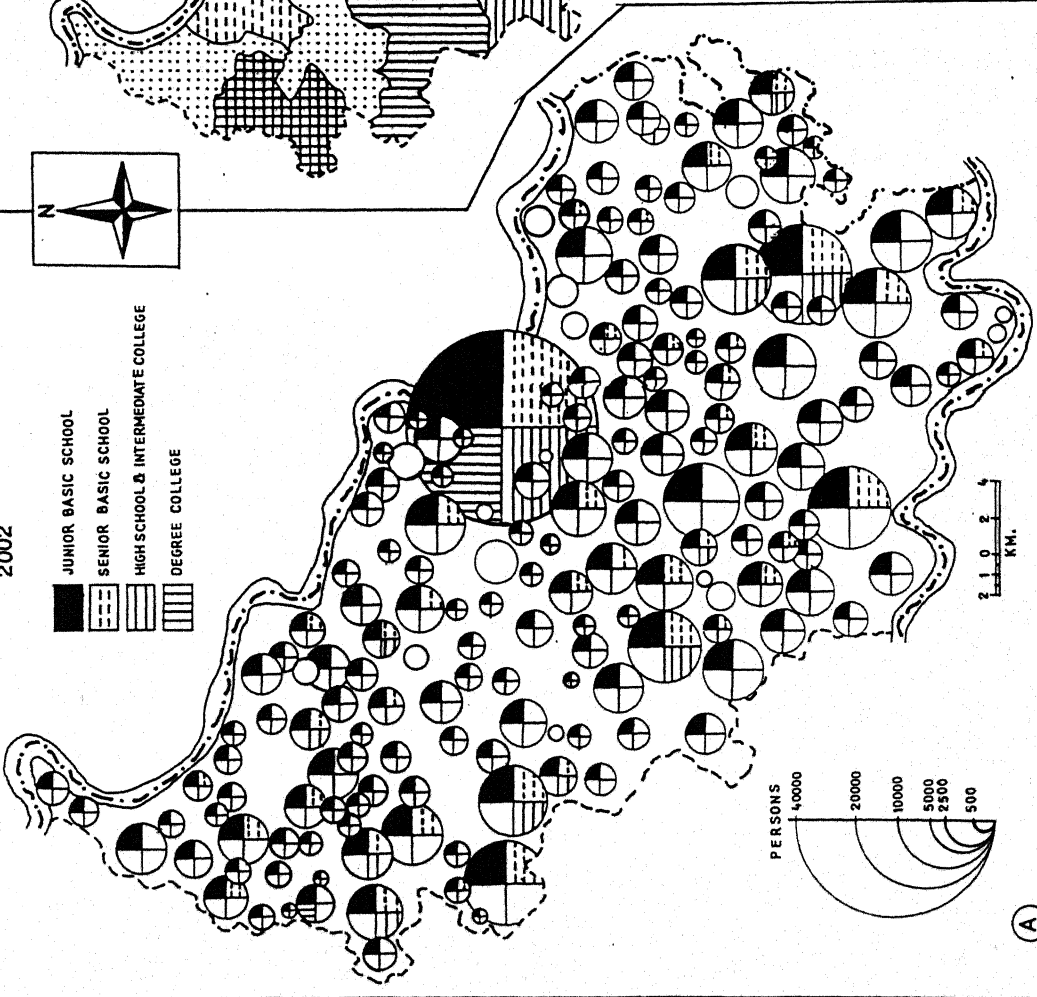 2002
N
JUNIOR BASIC SCHOOL
SENIOR BASIC SCHOOL
HIGH SCHOOL & INTERMEDIATE COLLEGE
DEGREE COLLEGE
2 1 0 2 4
KM.
PERSONS
40000
20000
10000
5000
2500
500
A